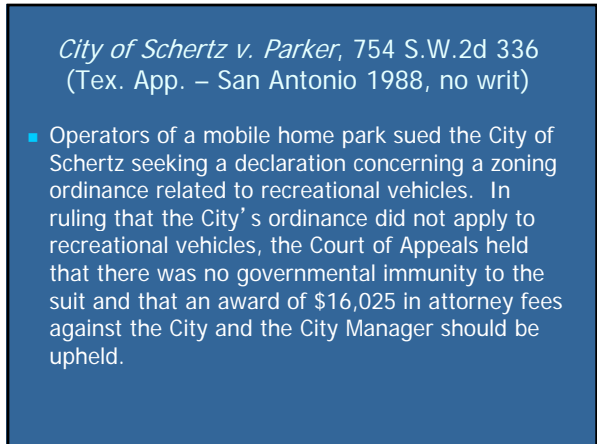 City of Schertz v. Parker, 754 S.W.2d 336
(Tex. App. – San Antonio 1988, no writ)
Operators of a mobile home park sued the City of
Schertz seeking a declaration concerning a zoning
ordinance related to recreational vehicles.  In
ruling that the City's ordinance did not apply to
recreational vehicles, the Court of Appeals held
that there was no governmental immunity to the
suit and that an award of $16,025 in attorney fees
against the City and the City Manager should be
upheld.